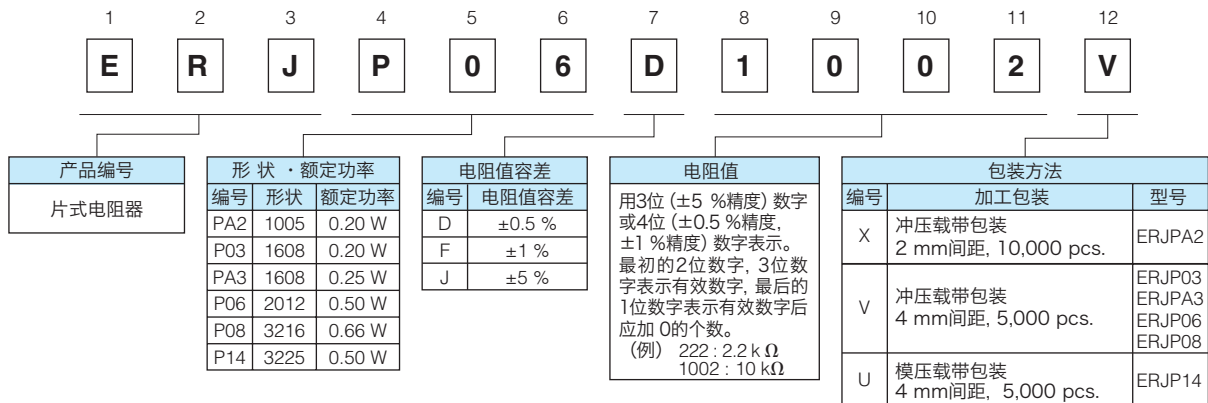 1 2 3 4 5 6 7 8 9 10 11 12
E R J P 0 6 D 1 0 0 2 V
产品编号
片式电阻器
形 状 ・额定功率
编号 形状 额定功率
PA2 1005 0.20 W
P03 1608 0.20 W
PA3 1608 0.25 W
P06 2012 0.50 W
P08 3216 0.66 W
P14 3225 0.50 W
电阻值容差
编号 电阻值容差
D ±0.5 %
F ±1 %
J ±5 %
电阻值
用3位 (±5 %精度) 数字
或4位 (±0.5 %精度,
±1 %精度) 数字表示。
最初的2位数字, 3位数
字表示有效数字, 最后的
1位数字表示有效数字后
应加 0的个数。
(例) 222 : 2.2 k Ω
1002 : 10 kΩ
包装方法
编号 加工包装 型号
X 冲压载带包装
2 mm间距, 10,000 pcs. ERJPA2
V 冲压载带包装
4 mm间距, 5,000 pcs.
ERJP03
ERJPA3
ERJP06
ERJP08
U 模压载带包装
4 mm间距, 5,000 pcs. ERJP14